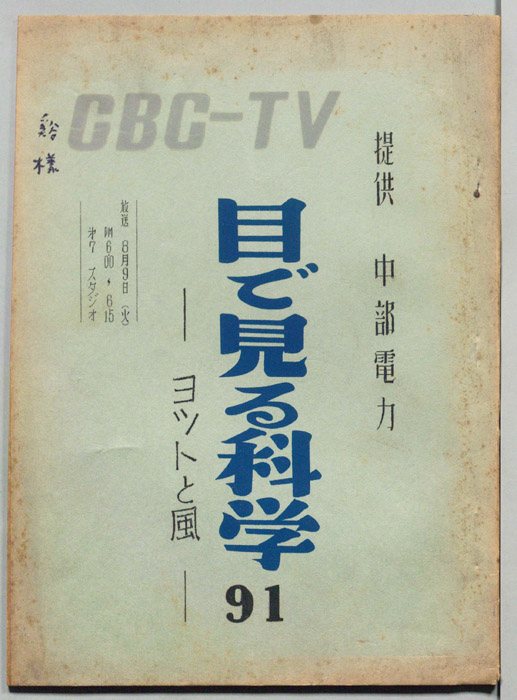 CBC-TV
提供 中部電力
目で見る科学
91
― ヨットと風 ―
放送 8月9日（火）
PM 6:00〜6:15
第7 スタジオ
様